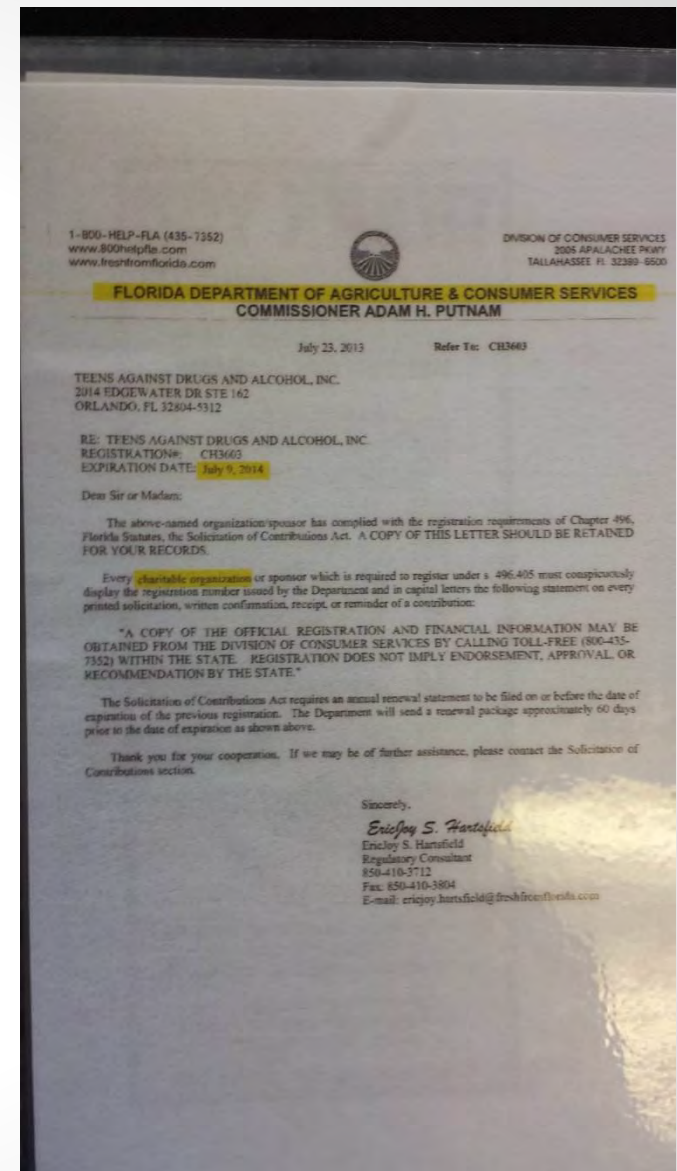 1-800-HELP-FLA (435-7352)
www.800helpfla.com
www.freshfromflorida.com
DIVISION OF CONSUMER SERVICES
2005 APALACHEE PKWY
TALLAHASSEE FL 32399-6500
FLORIDA DEPARTMENT OF AGRICULTURE & CONSUMER SERVICES
COMMISSIONER ADAM H. PUTNAM
July 23, 2013 Refer To: CH3603
TEENS AGAINST DRUGS AND ALCOHOL, INC.
2014 EDGEWATER DR STE 162
ORLANDO, FL 32804-5312
RE: TEENS AGAINST DRUGS AND ALCOHOL, INC.
REGISTRATION#: CH3603
EXPIRATION DATE: July 9, 2014
Dear Sir or Madam:
The above-named organization/sponsor has complied with the registration requirements of Chapter 496,
Florida Statutes, the Solicitation of Contributions Act. A COPY OF THIS LETTER SHOULD BE RETAINED
FOR YOUR RECORDS.
Every charitable organization or sponsor which is required to register under s. 496.405 must conspicuously
display the registration number issued by the Department and in capital letters the following statement on every
printed solicitation, written confirmation, receipt, or reminder of a contribution:
"A COPY OF THE OFFICIAL REGISTRATION AND FINANCIAL INFORMATION MAY BE
OBTAINED FROM THE DIVISION OF CONSUMER SERVICES BY CALLING TOLL-FREE (800-435-
7352) WITHIN THE STATE. REGISTRATION DOES NOT IMPLY ENDORSEMENT, APPROVAL, OR
RECOMMENDATION BY THE STATE."
The Solicitation of Contributions Act requires an annual renewal statement to be filed on or before the date of
expiration of the previous registration. The Department will send a renewal package approximately 60 days
prior to the date of expiration as shown above.
Thank you for your cooperation. If we may be of further assistance, please contact the Solicitation of
Contributions section.
Sincerely,
EricJoy S. Hartsfield
EricJoy S. Hartsfield
Regulatory Consultant
850-410-3712
Fax: 850-410-3804
E-mail: ericjoy.hartsfield@freshfromflorida.com